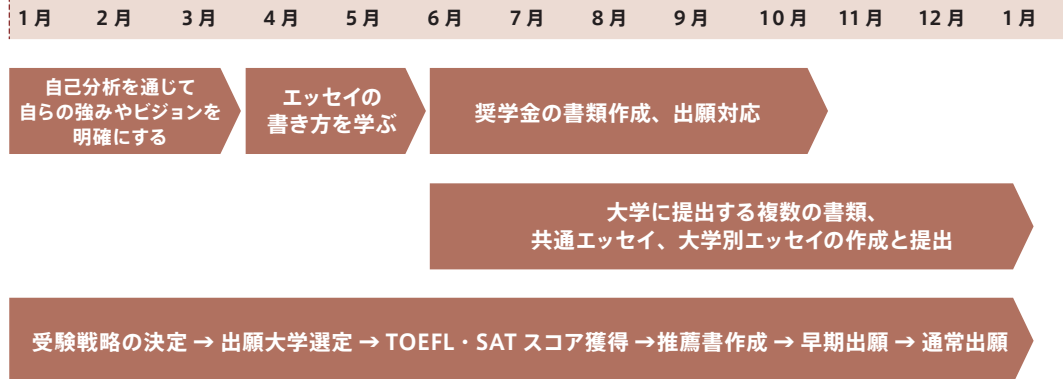 1月 2月 3月 4月 5月 6月 7月 8月 9月 10月 11月 12月 1月
自己分析を通じて
自らの強みやビジョンを
明確にする
エッセイの
書き方を学ぶ
奨学金の書類作成、出願対応
大学に提出する複数の書類、
共通エッセイ、大学別エッセイの作成と提出
受験戦略の決定 → 出願大学選定 → TOEFL・SAT スコア獲得 →推薦書作成 → 早期出願 → 通常出願